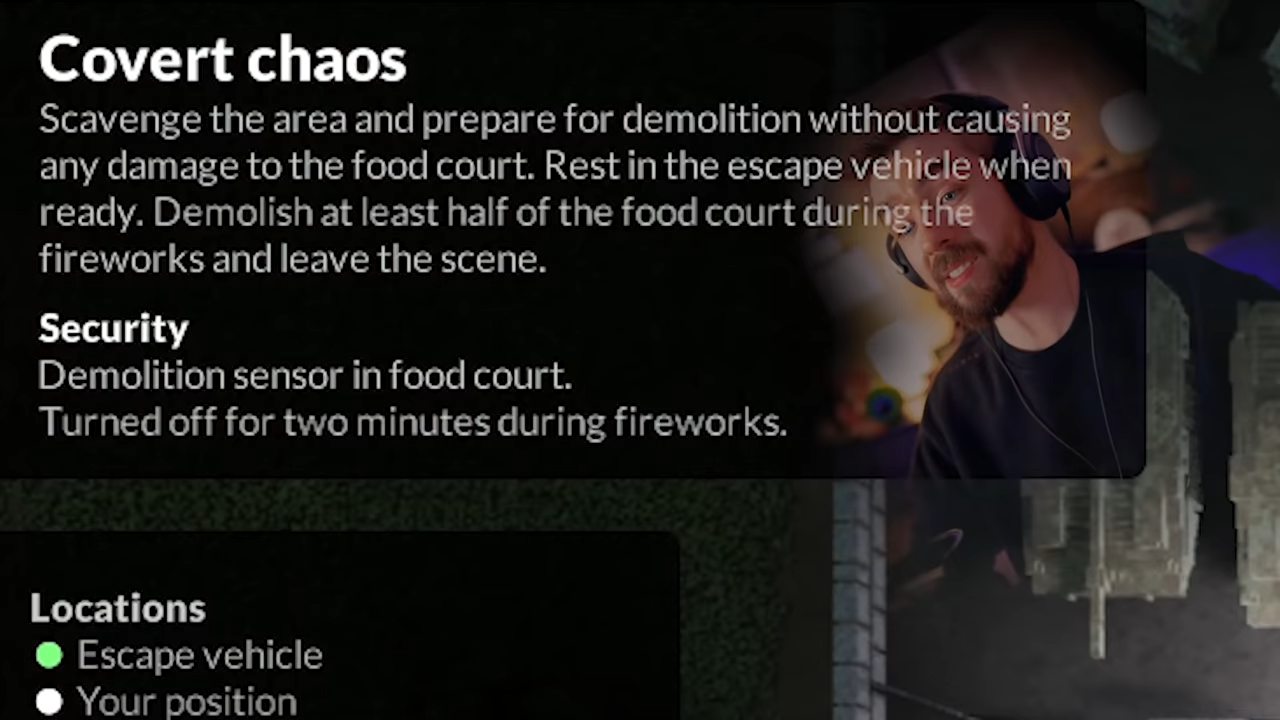 Covert chaos
Scavenge the area and prepare for demolition without causing
any damage to the food court. Rest in the escape vehicle when
ready. Demolish at least half of the food court during the
fireworks and leave the scene.
Security
Demolition sensor in food court.
Turned off for two minutes during fireworks.
Locations
Escape vehicle
Your position